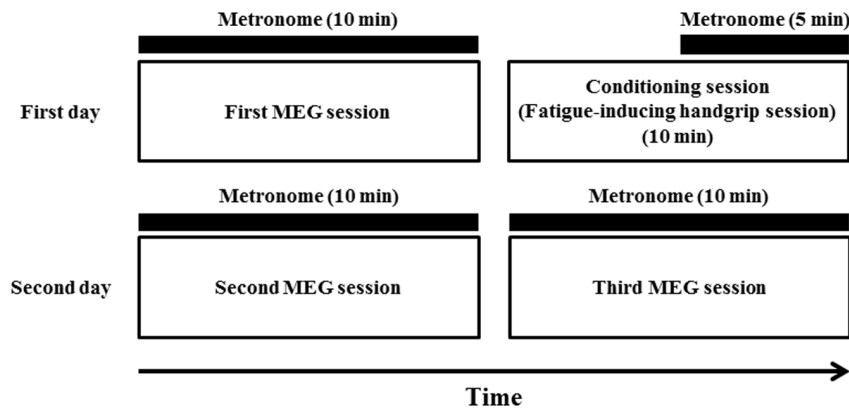 Metronome (10 min)
Metronome (5 min)
First day
First MEG session
Conditioning session
(Fatigue-inducing handgrip session)
(10 min)
Metronome (10 min)
Metronome (10 min)
Second day
Second MEG session
Third MEG session
Time